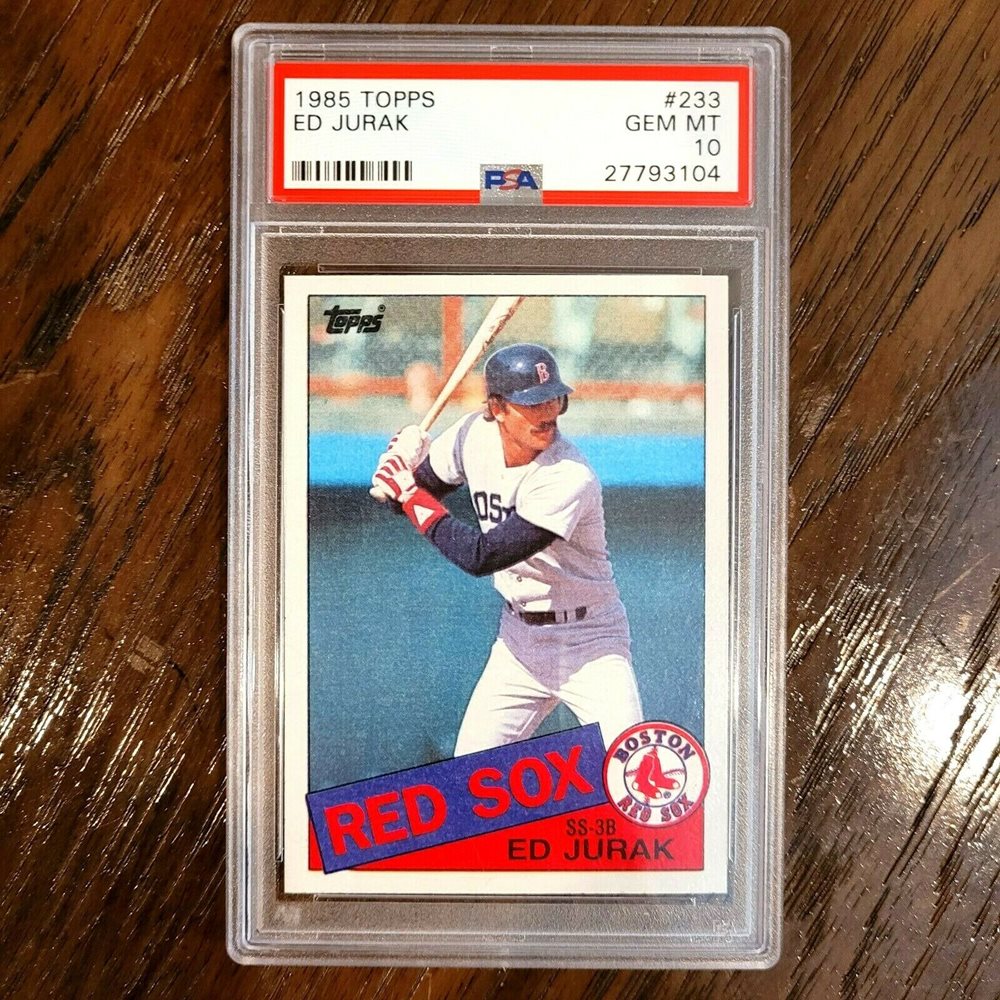 1985 TOPPS #233
ED JURAK GEM MT
10
PSA 27793104
Topps
B
OS
RED SOX
BOSTON
RED SOX
SS-3B
ED JURAK